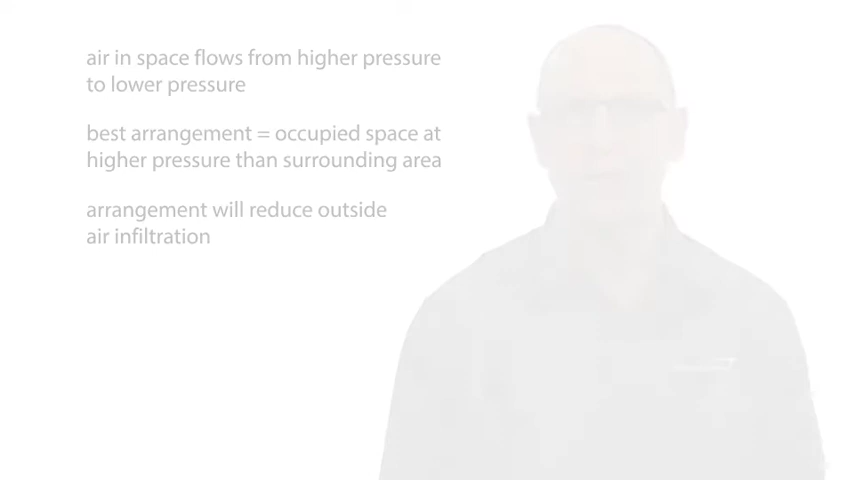 air in space flows from higher pressure
to lower pressure
best arrangement = occupied space at
higher pressure than surrounding area
arrangement will reduce outside
air infiltration